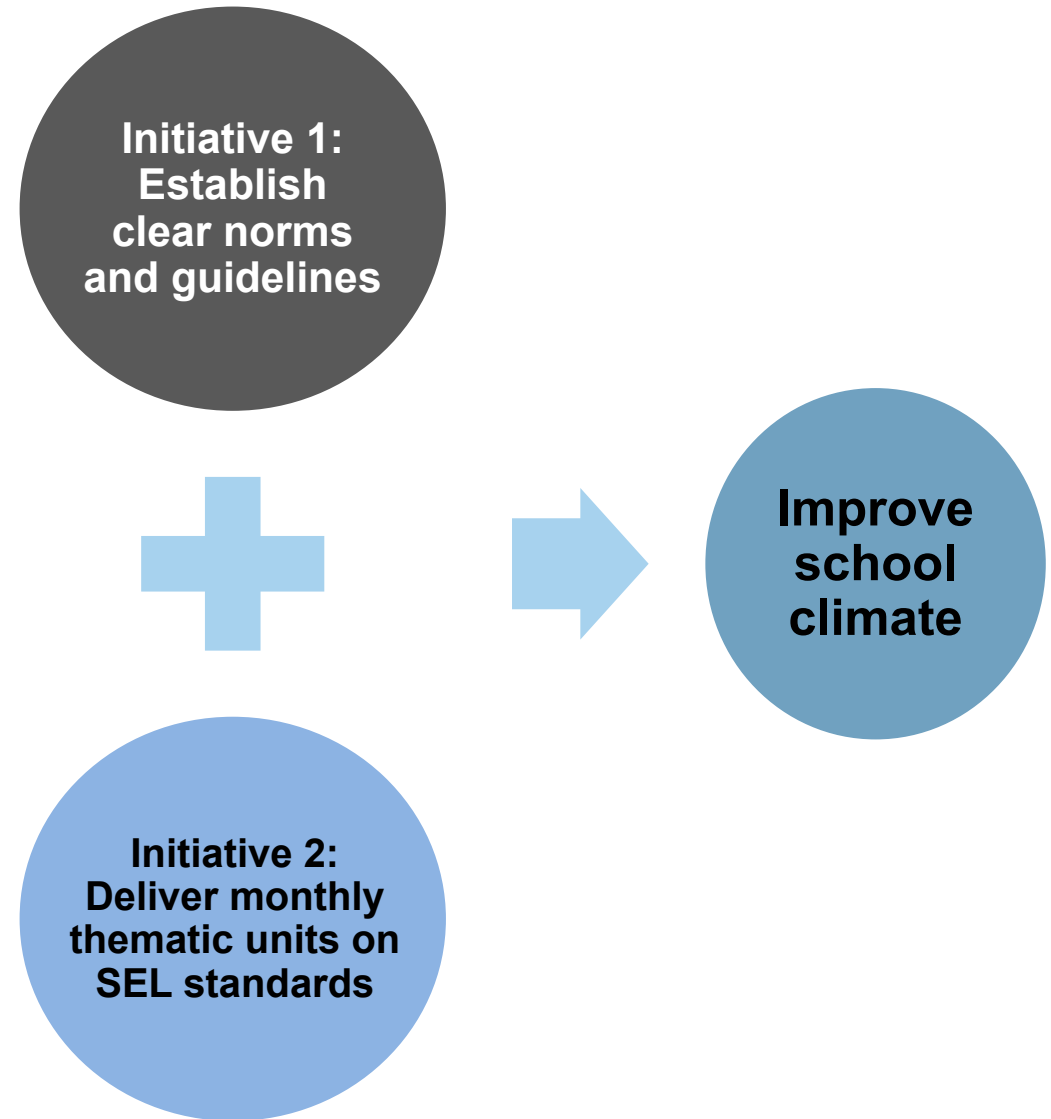 Initiative 1:
Establish
clear norms
and guidelines
Improve
school
climate
Initiative 2:
Deliver monthly
thematic units on
SEL standards